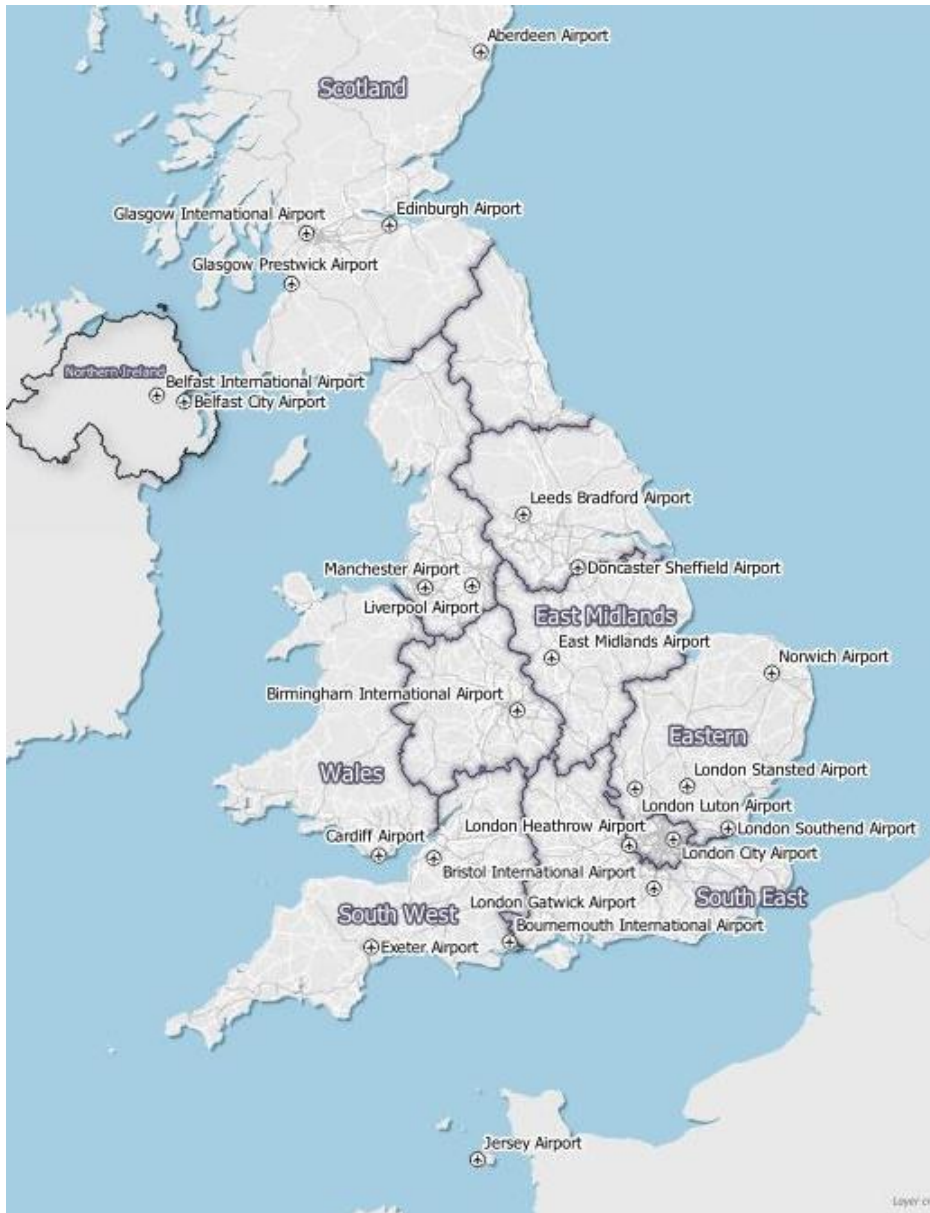 Aberdeen Airport
Scotland
Glasgow International Airport
Edinburgh Airport
Glasgow Prestwick Airport
Northern Ireland
Belfast International Airport
Belfast City Airport
Leeds Bradford Airport
Manchester Airport
Doncaster Sheffield Airport
Liverpool Airport
East Midlands
East Midlands Airport
Norwich Airport
Birmingham International Airport
Eastern
Wales
London Stansted Airport
London Luton Airport
Cardiff Airport
London Heathrow Airport
London Southend Airport
London City Airport
Bristol International Airport
London Gatwick Airport
South East
South West
Bournemouth International Airport
Exeter Airport
Jersey Airport
Layer